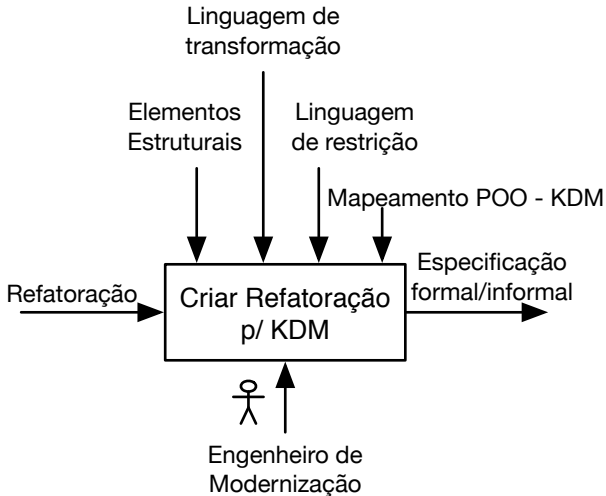 Linguagem de
transformação
Elementos
Estruturais
Linguagem
de restrição
Mapeamento POO - KDM
Refatoração
Criar Refatoração
p/ KDM
Especificação
formal/informal
Engenheiro de
Modernização